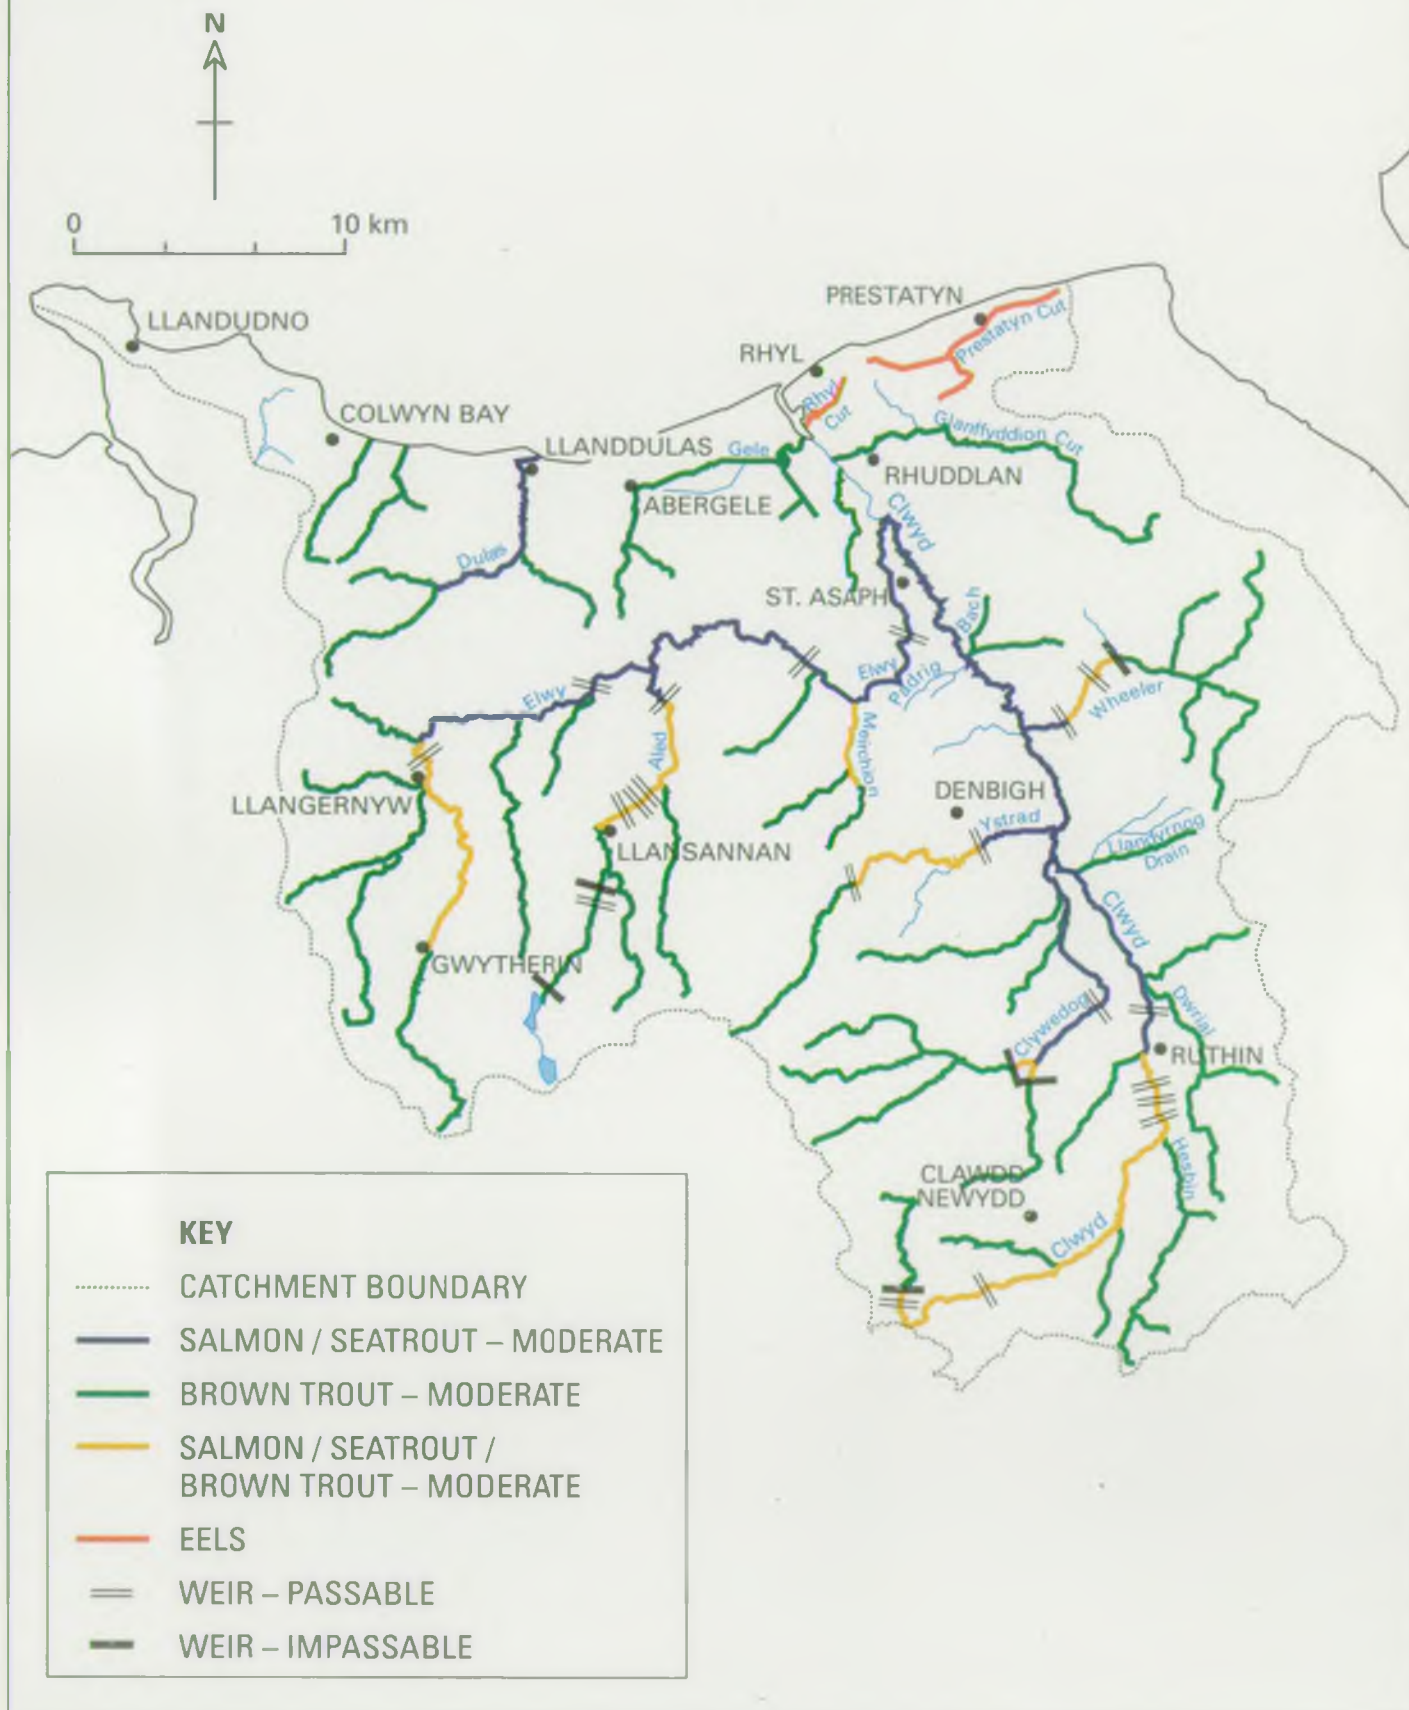 N
0 10 km
PRESTATYN
LLANDUDNO
Prestatyn Cut
RHYL
Rhyl
Cut
COLWYN BAY
Glanffyddion Cut
LLANDDULAS
Gele
RHUDDLAN
ABERGELE
Clwyd
Dulas
ST. ASAPH
Bach
Elwy
Padrig
Elwy
Wheeler
Meirchion
Aled
DENBIGH
LLANGERNYW
Ystrad
Llandyrnog
Drain
LLANSANNAN
Clwyd
GWYTHERIN
Dwrial
Clywedog
RUTHIN
Hesbin
CLAWDD
NEWYDD
Clwyd
KEY
CATCHMENT BOUNDARY
SALMON / SEATROUT – MODERATE
BROWN TROUT – MODERATE
SALMON / SEATROUT /
BROWN TROUT – MODERATE
EELS
WEIR – PASSABLE
WEIR – IMPASSABLE